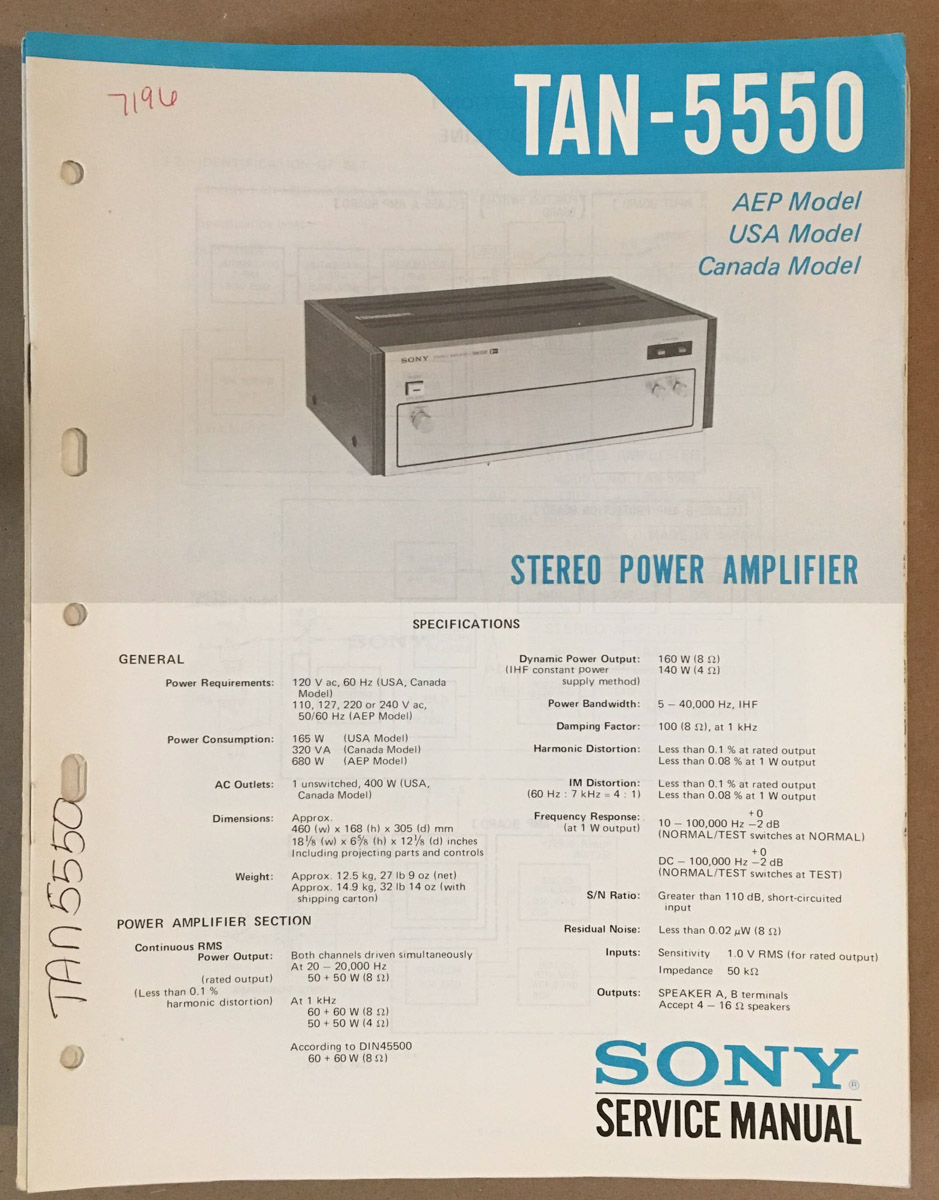 7196
TAN-5550
AEP Model
USA Model
Canada Model
SONY
STEREO POWER AMPLIFIER
SPECIFICATIONS
GENERAL
Power Requirements: 120 V ac, 60 Hz (USA, Canada
Model)
110, 127, 220 or 240 V ac,
50/60 Hz (AEP Model)
Power Consumption: 165 W (USA Model)
320 VA (Canada Model)
680 W (AEP Model)
AC Outlets: 1 unswitched, 400 W (USA,
Canada Model)
Dimensions: Approx.
460 (w) x 168 (h) x 305 (d) mm
18 1/8 (w) x 6 5/8 (h) x 12 1/8 (d) inches
Including projecting parts and controls
Weight: Approx. 12.5 kg, 27 lb 9 oz (net)
Approx. 14.9 kg, 32 lb 14 oz (with
shipping carton)
POWER AMPLIFIER SECTION
Continuous RMS
Power Output: Both channels driven simultaneously
At 20 – 20,000 Hz
(rated output) 50 + 50 W (8 Ω)
(Less than 0.1 %
harmonic distortion) At 1 kHz
60 + 60 W (8 Ω)
50 + 50 W (4 Ω)
According to DIN45500
60 + 60 W (8 Ω)
Dynamic Power Output: 160 W (8 Ω)
(IHF constant power 140 W (4 Ω)
supply method)
Power Bandwidth: 5 – 40,000 Hz, IHF
Damping Factor: 100 (8 Ω), at 1 kHz
Harmonic Distortion: Less than 0.1 % at rated output
Less than 0.08 % at 1 W output
IM Distortion: Less than 0.1 % at rated output
(60 Hz : 7 kHz = 4 : 1) Less than 0.08 % at 1 W output
Frequency Response: +0
(at 1 W output) 10 – 100,000 Hz –2 dB
(NORMAL/TEST switches at NORMAL)
+0
DC – 100,000 Hz –2 dB
(NORMAL/TEST switches at TEST)
S/N Ratio: Greater than 110 dB, short-circuited
input
Residual Noise: Less than 0.02 μW (8 Ω)
Inputs: Sensitivity 1.0 V RMS (for rated output)
Impedance 50 kΩ
Outputs: SPEAKER A, B terminals
Accept 4 – 16 Ω speakers
TAN 5550
SONY®
SERVICE MANUAL